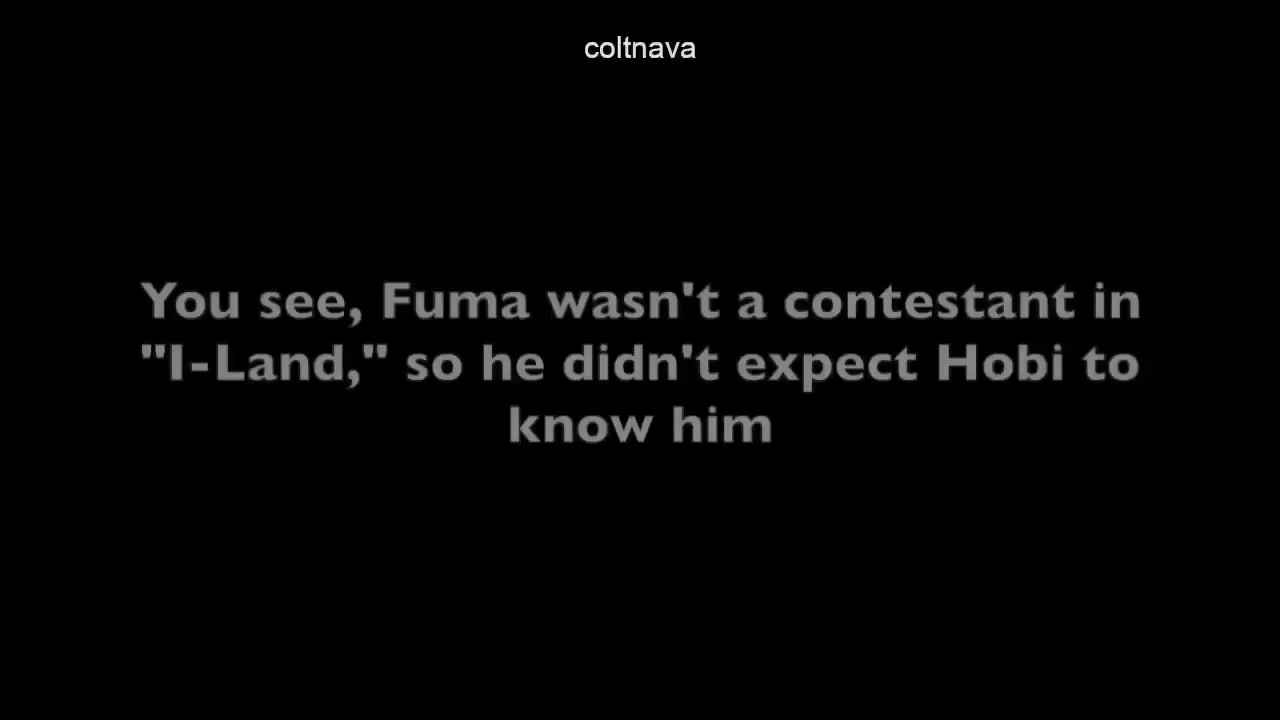 coltnava
You see, Fuma wasn't a contestant in
"I-Land," so he didn't expect Hobi to
know him